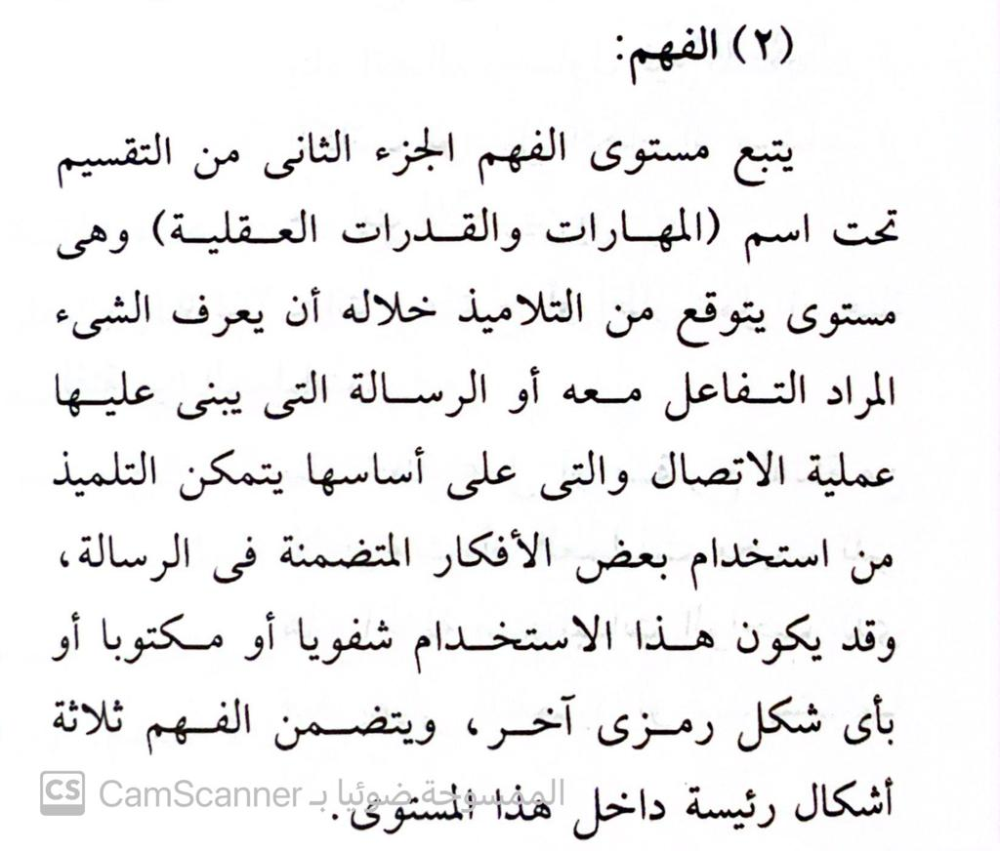 (٢) الفهم:
يتبع مستوى الفهم الجزء الثانى من التقسيم
تحت اسم (المهارات والقدرات العقلية) وهى
مستوى يتوقع من التلاميذ خلاله أن يعرف الشىء
المراد التفاعل معه أو الرسالة التى يبنى عليها
عملية الاتصال والتى على أساسها يتمكن التلميذ
من استخدام بعض الأفكار المتضمنة فى الرسالة،
وقد يكون هذا الاستخدام شفويا أو مكتوبا أو
بأى شكل رمزى آخر، ويتضمن الفهم ثلاثة
أشكال رئيسة داخل هذا المستوى.
CS CamScanner الممسوحة ضوئيا بـ